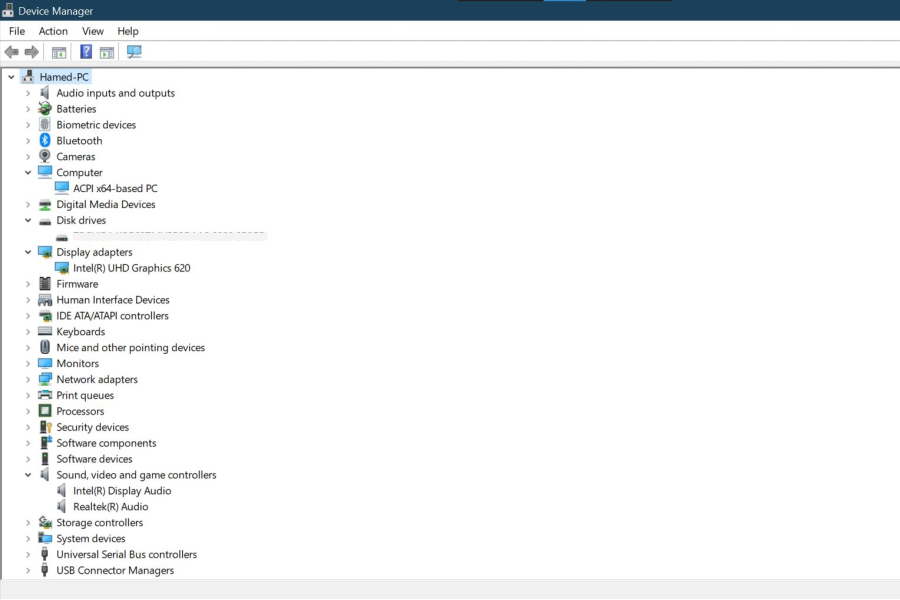 Device Manager
File Action View Help
Hamed-PC
Audio inputs and outputs
Batteries
Biometric devices
Bluetooth
Cameras
Computer
ACPI x64-based PC
Digital Media Devices
Disk drives
Display adapters
Intel(R) UHD Graphics 620
Firmware
Human Interface Devices
IDE ATA/ATAPI controllers
Keyboards
Mice and other pointing devices
Monitors
Network adapters
Print queues
Processors
Security devices
Software components
Software devices
Sound, video and game controllers
Intel(R) Display Audio
Realtek(R) Audio
Storage controllers
System devices
Universal Serial Bus controllers
USB Connector Managers